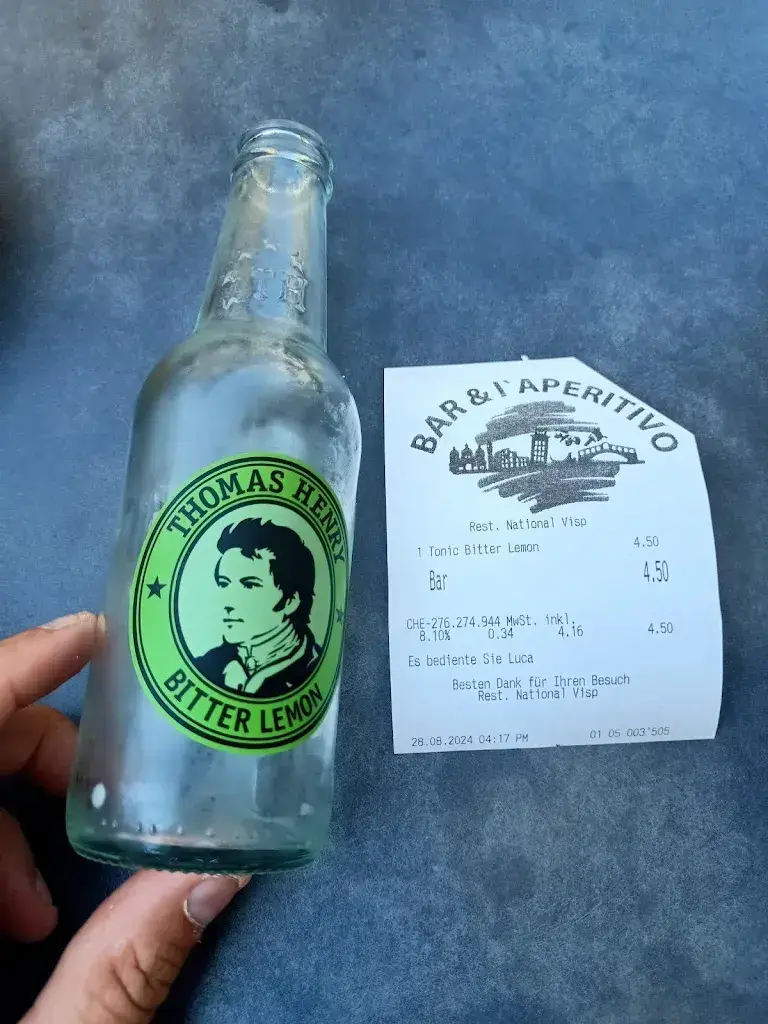 TH
THOMAS HENRY
BITTER LEMON
BAR & l'APERITIVO
Rest. National Visp
1 Tonic Bitter Lemon 4.50
Bar 4.50
CHE-276.274.944 MwSt. inkl.
8.10% 0.34 4.16 4.50
Es bediente Sie Luca
Besten Dank für Ihren Besuch
Rest. National Visp
28.08.2024 04:17 PM 01 05 003'505